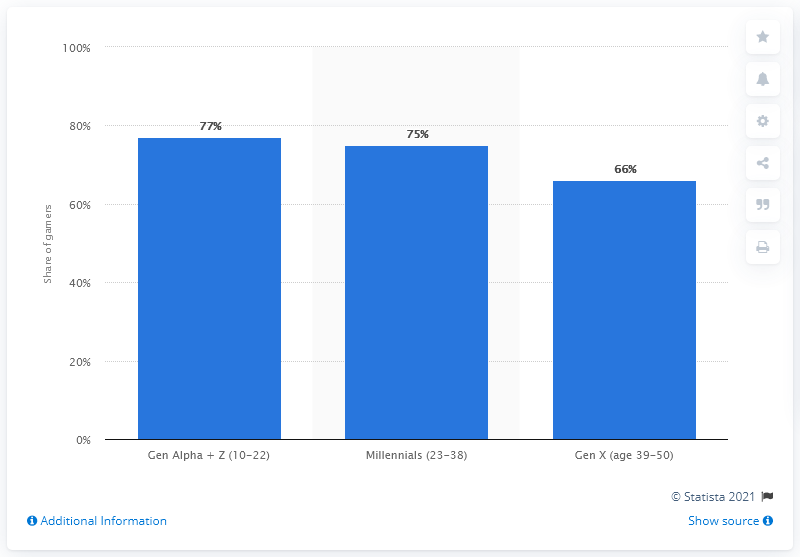 100%
80%
60%
40%
20%
0%
Share of gamers
77%
75%
66%
Gen Alpha + Z (10-22)
Millennials (23-38)
Gen X (age 39-50)
© Statista 2021
Additional Information
Show source